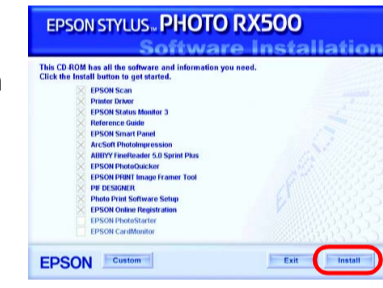 EPSON STYLUS™ PHOTO RX500
Software Installation
This CD-ROM has all the software and information you need.
Click the Install button to get started.
EPSON Scan
Printer Driver
EPSON Status Monitor 3
Reference Guide
EPSON Smart Panel
ArcSoft PhotoImpression
ABBYY FineReader 5.0 Sprint Plus
EPSON PhotoQuicker
EPSON PRINT Image Framer Tool
PIF DESIGNER
Photo Print Software Setup
EPSON Online Registration
EPSON PhotoStarter
EPSON CardMonitor
EPSON
EPSON Custom Exit Install